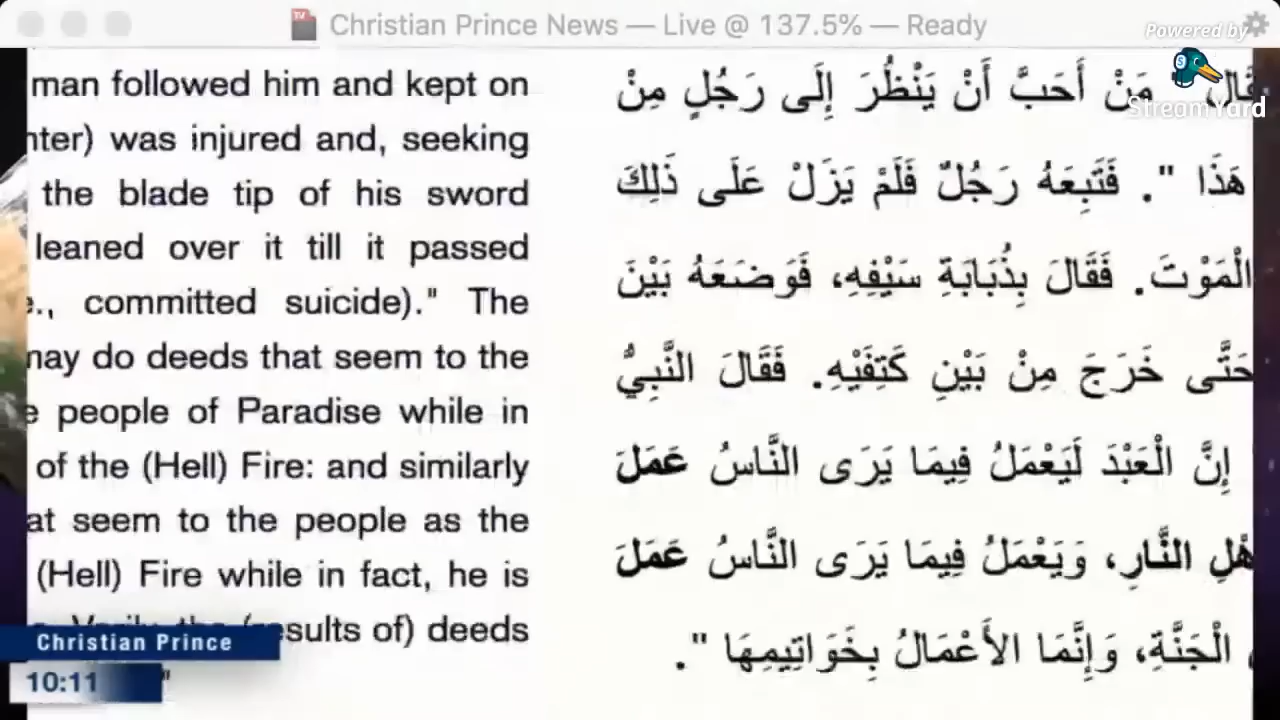 Christian Prince News — Live @ 137.5% — Ready
Powered by
StreamYard
man followed him and kept on
was injured and, seeking
the blade tip of his sword
leaned over it till it passed
committed suicide)." The
may do deeds that seem to the
people of Paradise while in
of the (Hell) Fire: and similarly
seem to the people as the
(Hell) Fire while in fact, he is
of) deeds
مَنْ أَحَبَّ أَنْ يَنْظُرَ إِلَى رَجُلٍ مِنْ
هَذَا ‏"‏‏.‏ فَتَبِعَهُ رَجُلٌ فَلَمْ يَزَلْ عَلَى ذَلِكَ
الْمَوْتَ‏.‏ فَقَالَ بِذُبَابَةِ سَيْفِهِ، فَوَضَعَهُ بَيْنَ
حَتَّى خَرَجَ مِنْ بَيْنِ كَتِفَيْهِ‏.‏ فَقَالَ النَّبِيُّ
إِنَّ الْعَبْدَ لَيَعْمَلُ فِيمَا يَرَى النَّاسُ عَمَلَ
النَّارِ، وَيَعْمَلُ فِيمَا يَرَى النَّاسُ عَمَلَ
الْجَنَّةِ، وَإِنَّمَا الأَعْمَالُ بِخَوَاتِيمِهَا ‏"‏‏.‏
Christian Prince
10:11